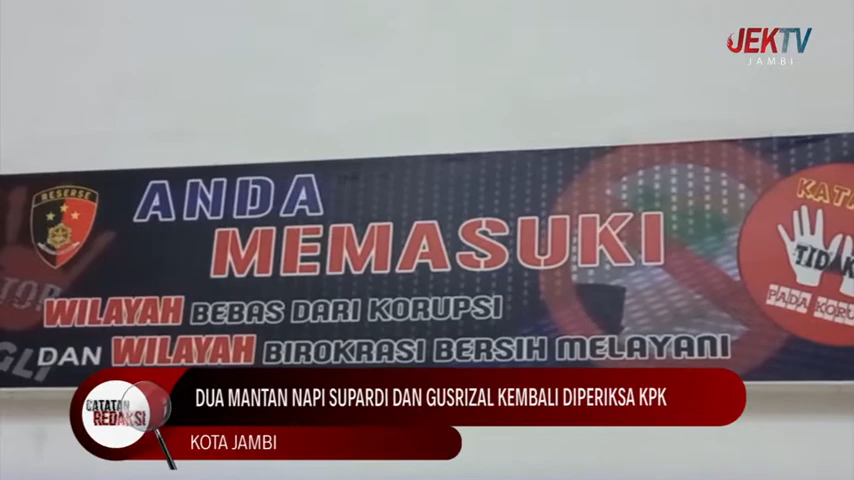 JEKTV
JAMBI
RESERSE
ANDA
MEMASUKI
WILAYAH BEBAS DARI KORUPSI
DAN WILAYAH BIROKRASI BERSIH MELAYANI
TIDAK
PADA
DUA MANTAN NAPI SUPARDI DAN GUSRIZAL KEMBALI DIPERIKSA KPK
CATATAN
REDAKSI
KOTA JAMBI